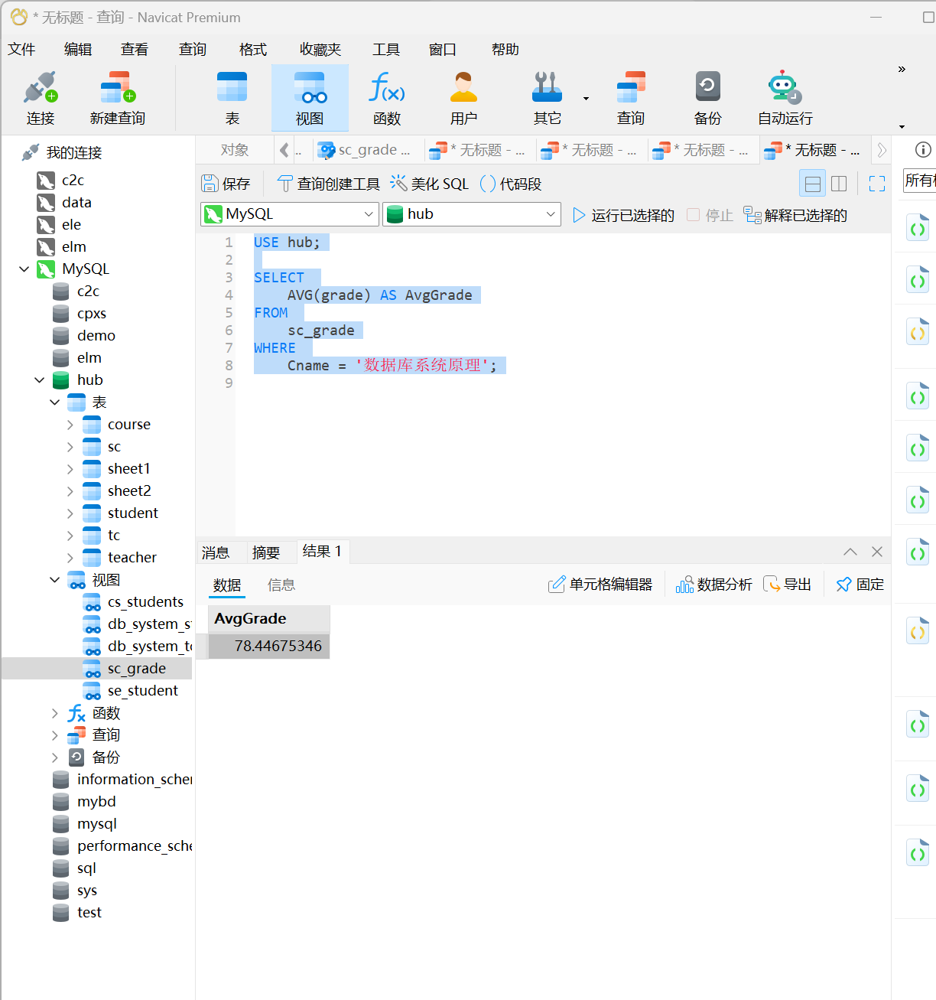 * 无标题 - 查询 - Navicat Premium
文件 编辑 查看 查询 格式 收藏夹 工具 窗口 帮助
»
连接 新建查询 表 视图 函数 用户 其它 查询 备份 自动运行
我的连接
c2c
data
ele
elm
MySQL
c2c
cpxs
demo
elm
hub
表
course
sc
sheet1
sheet2
student
tc
teacher
视图
cs_students
db_system_s
db_system_t
sc_grade
se_student
函数
查询
备份
information_scher
mybd
mysql
performance_sche
sql
sys
test
对象 .. sc_grade ... * 无标题 - ... * 无标题 - ... * 无标题 - ... * 无标题 - ...
保存 查询创建工具 美化 SQL () 代码段
所有
MySQL hub 运行已选择的 停止 解释已选择的
1 USE hub;
2
3 SELECT
4 AVG(grade) AS AvgGrade
5 FROM
6 sc_grade
7 WHERE
8 Cname = '数据库系统原理';
9
消息 摘要 结果 1
数据 信息 单元格编辑器 数据分析 导出 固定
AvgGrade
78.44675346